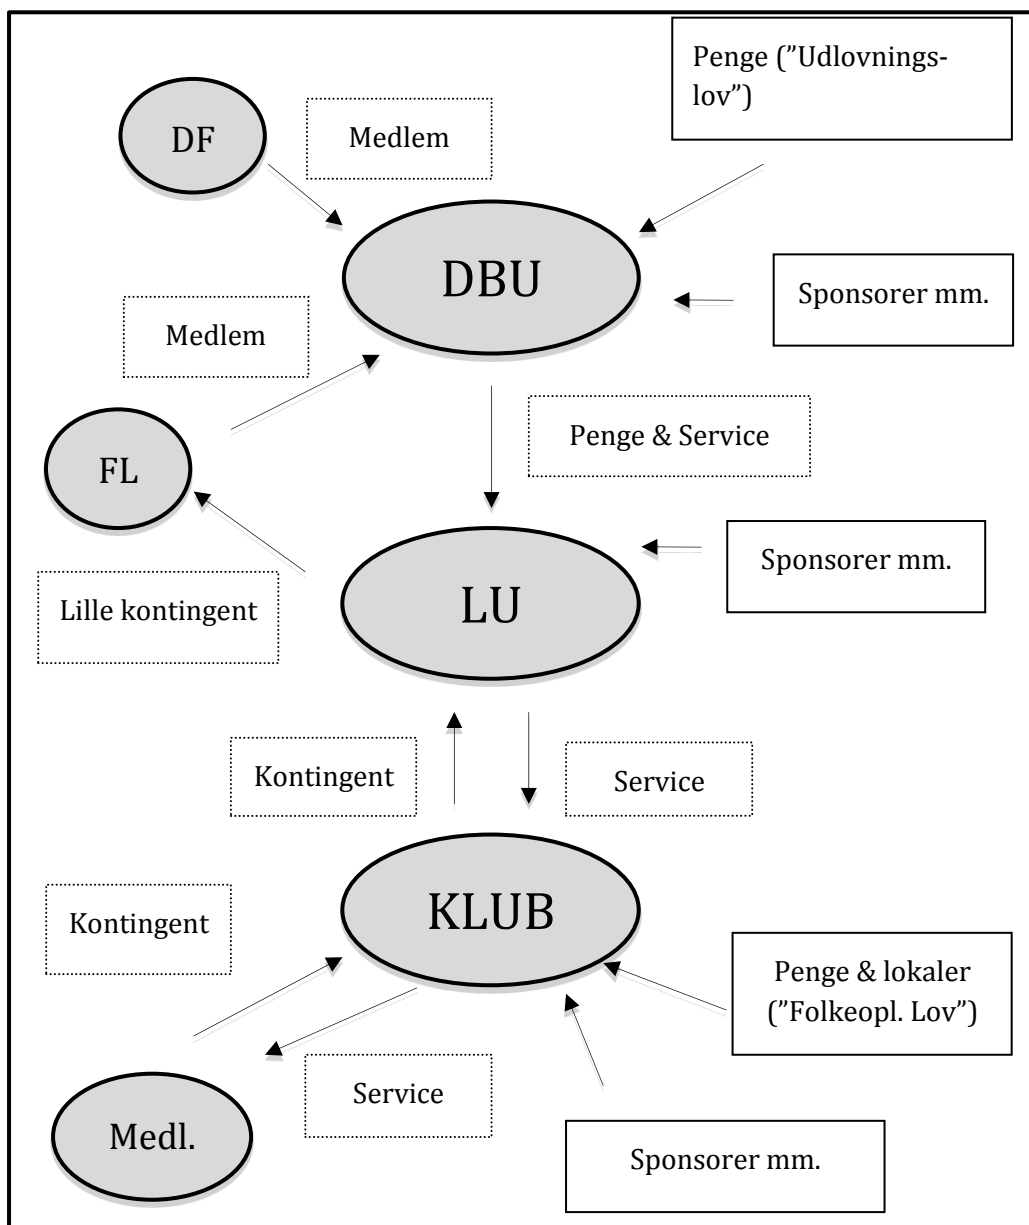 Penge (”Udlovnings-
lov”)
DF
Medlem
DBU
Sponsorer mm.
Medlem
Penge & Service
FL
Sponsorer mm.
LU
Lille kontingent
Kontingent
Service
KLUB
Kontingent
Penge & lokaler
(”Folkeopl. Lov”)
Service
Medl.
Sponsorer mm.